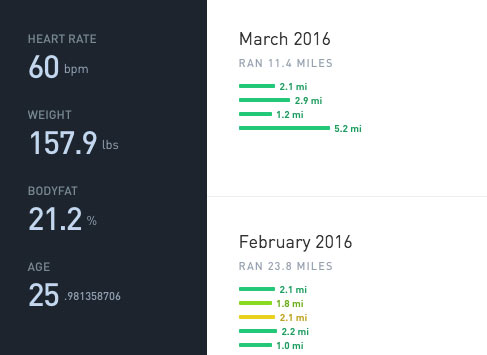 HEART RATE
60 bpm
WEIGHT
157.9 lbs
BODYFAT
21.2 %
AGE
25 .981358706
March 2016
RAN 11.4 MILES
2.1 mi
2.9 mi
1.2 mi
5.2 mi
February 2016
RAN 23.8 MILES
2.1 mi
1.8 mi
2.1 mi
2.2 mi
1.0 mi